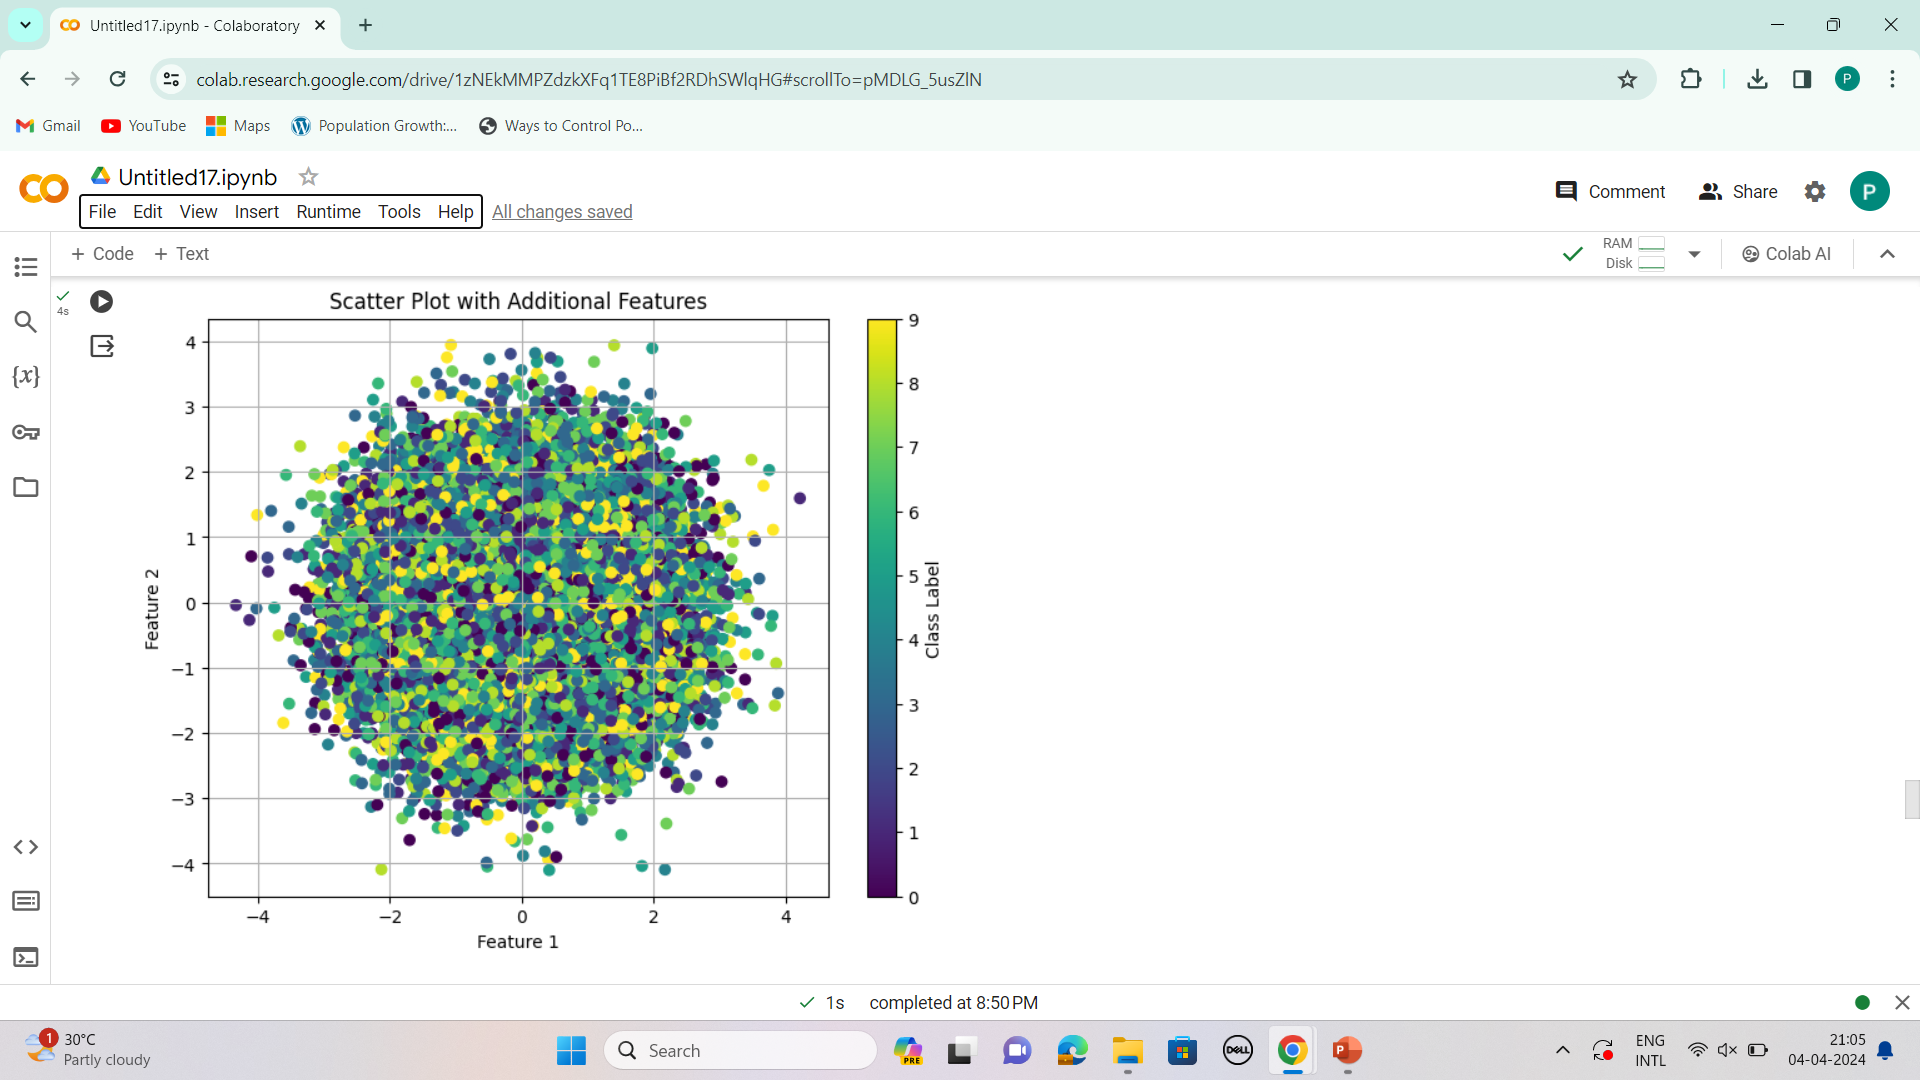 Untitled17.ipynb - Colaboratory
colab.research.google.com/drive/1zNEkMMPZdzkXFq1TE8PiBf2RDhSWlqHG#scrollTo=pMDLG_5usZlN
P
Gmail YouTube Maps Population Growth:... Ways to Control Po...
Untitled17.ipynb
File Edit View Insert Runtime Tools Help All changes saved
Comment Share P
+ Code + Text
RAM
Disk
Colab AI
{x}
4s
Scatter Plot with Additional Features
4
3
2
1
0
−1
−2
−3
−4
Feature 2
−4 −2 0 2 4
Feature 1
9
8
7
6
5
4
3
2
1
0
Class Label
1s completed at 8:50 PM
1
30°C
Partly cloudy
Search
PRE
DELL
P
ENG
INTL
21:05
04-04-2024